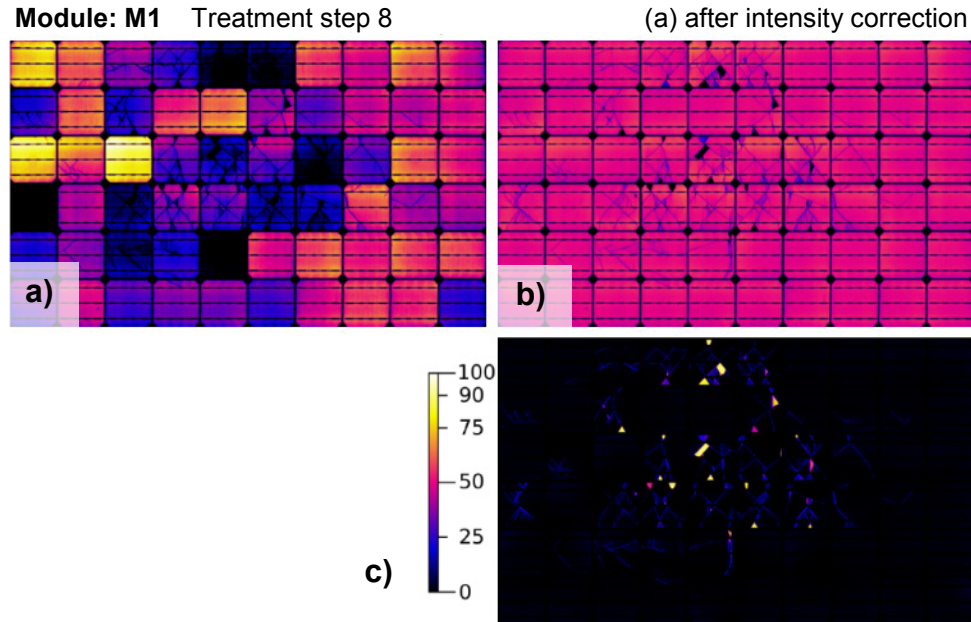 Module: M1 Treatment step 8 (a) after intensity correction
a) b)
100
90
75
50
25
0
c)